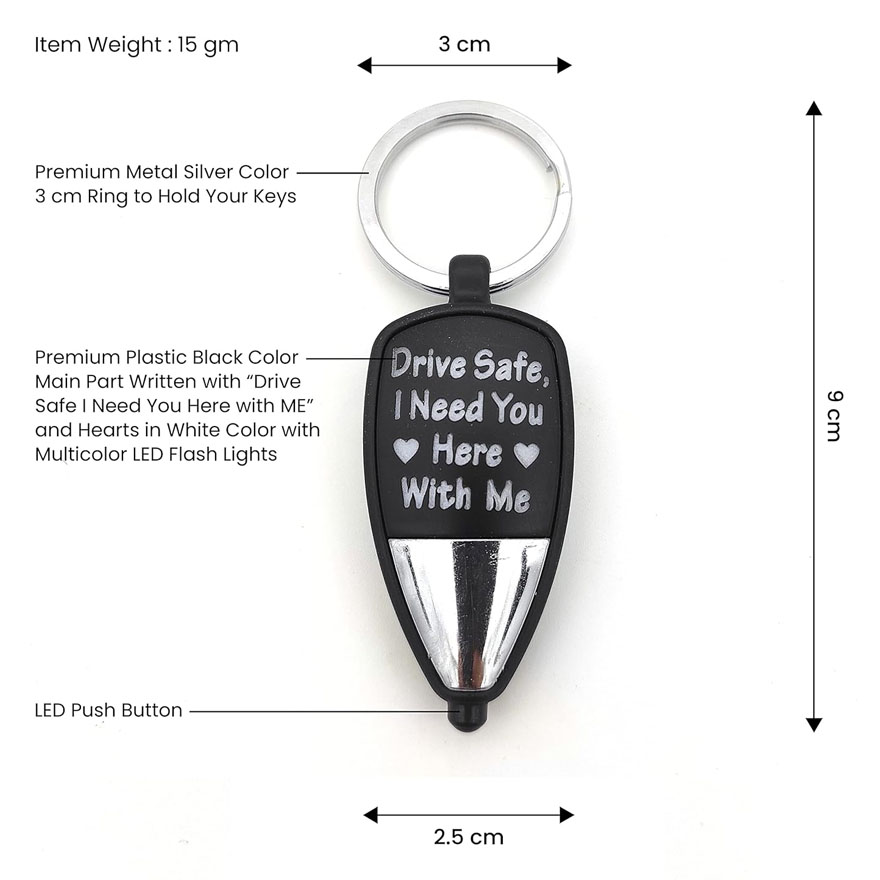 Item Weight : 15 gm
3 cm
Premium Metal Silver Color
3 cm Ring to Hold Your Keys
Premium Plastic Black Color
Main Part Written with “Drive
Safe I Need You Here with ME”
and Hearts in White Color with
Multicolor LED Flash Lights
Drive Safe,
I Need You
Here
With Me
9 cm
LED Push Button
2.5 cm